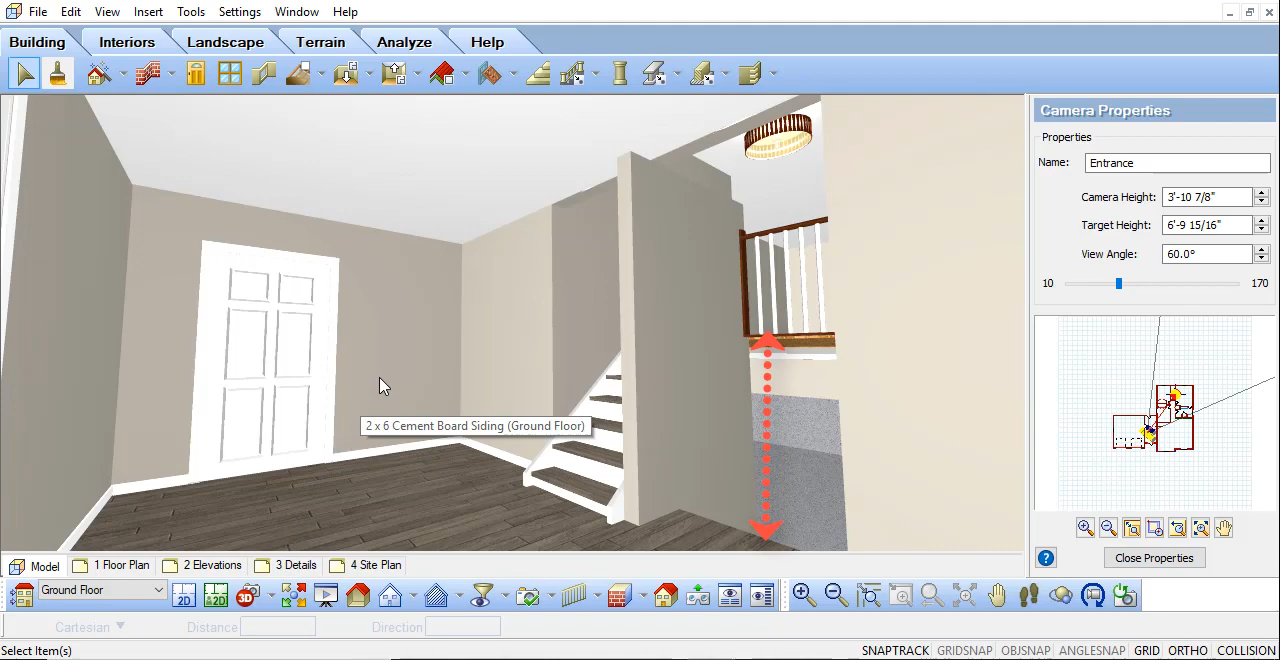 File Edit View Insert Tools Settings Window Help
Building Interiors Landscape Terrain Analyze Help
Camera Properties
Properties
Name: Entrance
Camera Height: 3'-10 7/8"
Target Height: 6'-9 15/16"
View Angle: 60.0°
10 170
2 x 6 Cement Board Siding (Ground Floor)
Close Properties
Model 1 Floor Plan 2 Elevations 3 Details 4 Site Plan
Ground Floor 2D 2D 3D
Cartesian Distance Direction
Select Item(s) SNAPTRACK GRIDSNAP OBJSNAP ANGLESNAP GRID ORTHO COLLISION